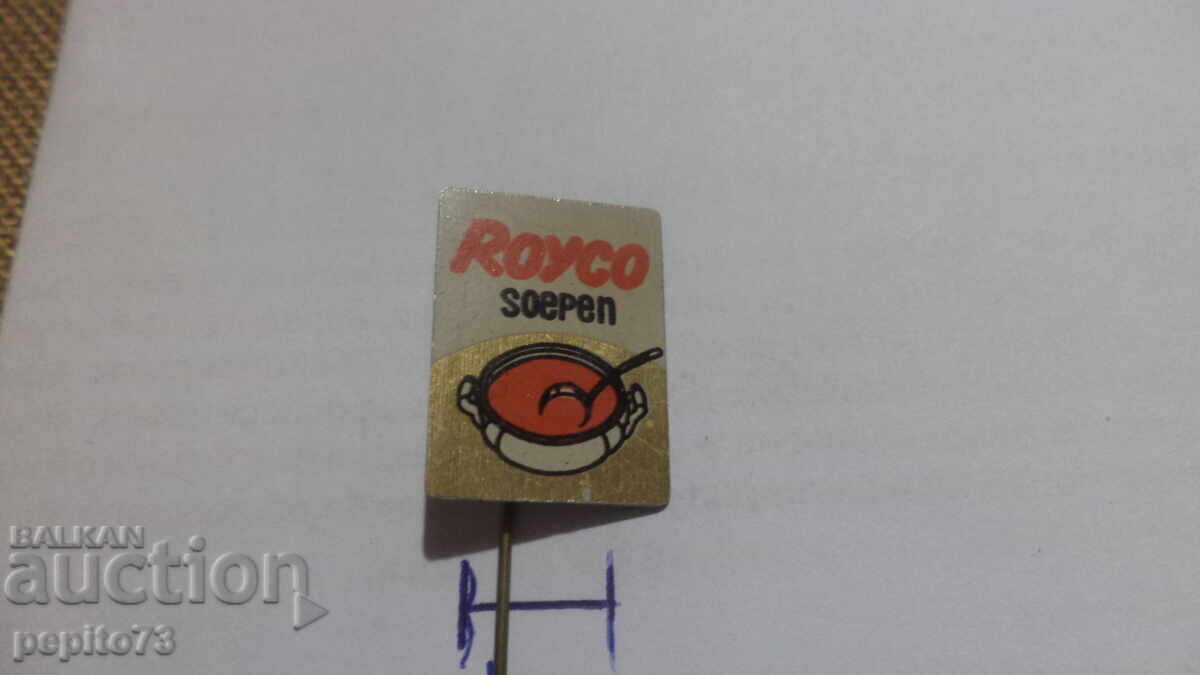 Royco
soepen
BALKAN
auction
pepito73